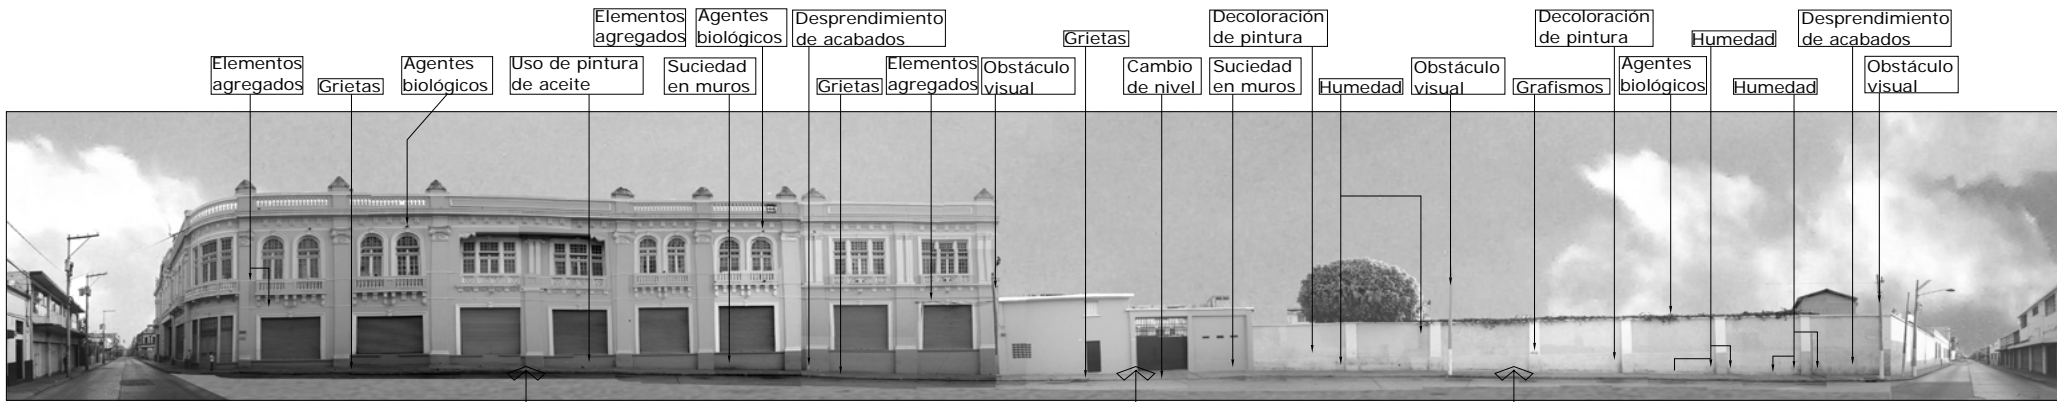 Elementos
agregados
Agentes
biológicos
Desprendimiento
de acabados
Grietas
Decoloración
de pintura
Decoloración
de pintura
Humedad
Desprendimiento
de acabados
Elementos
agregados
Grietas
Agentes
biológicos
Uso de pintura
de aceite
Suciedad
en muros
Grietas
Elementos
agregados
Obstáculo
visual
Cambio
de nivel
Suciedad
en muros
Humedad
Obstáculo
visual
Grafismos
Agentes
biológicos
Humedad
Obstáculo
visual